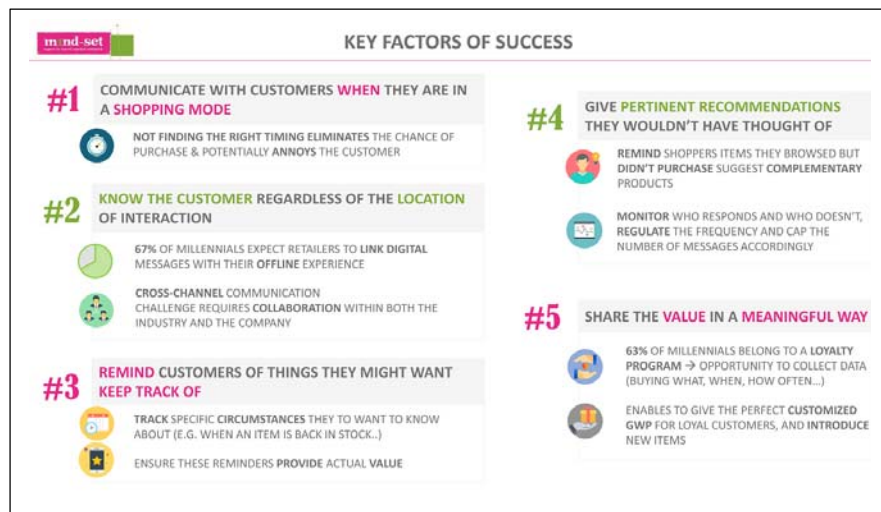 m nd-set
KEY FACTORS OF SUCCESS
#1
COMMUNICATE WITH CUSTOMERS WHEN THEY ARE IN
A SHOPPING MODE
NOT FINDING THE RIGHT TIMING ELIMINATES THE CHANCE OF
PURCHASE & POTENTIALLY ANNOYS THE CUSTOMER
#2
KNOW THE CUSTOMER REGARDLESS OF THE LOCATION
OF INTERACTION
67% OF MILLENNIALS EXPECT RETAILERS TO LINK DIGITAL
MESSAGES WITH THEIR OFFLINE EXPERIENCE
CROSS-CHANNEL COMMUNICATION
CHALLENGE REQUIRES COLLABORATION WITHIN BOTH THE
INDUSTRY AND THE COMPANY
#3
REMIND CUSTOMERS OF THINGS THEY MIGHT WANT
KEEP TRACK OF
TRACK SPECIFIC CIRCUMSTANCES THEY TO WANT TO KNOW
ABOUT (E.G. WHEN AN ITEM IS BACK IN STOCK..)
ENSURE THESE REMINDERS PROVIDE ACTUAL VALUE
#4
GIVE PERTINENT RECOMMENDATIONS
THEY WOULDN'T HAVE THOUGHT OF
REMIND SHOPPERS ITEMS THEY BROWSED BUT
DIDN'T PURCHASE SUGGEST COMPLEMENTARY
PRODUCTS
MONITOR WHO RESPONDS AND WHO DOESN'T,
REGULATE THE FREQUENCY AND CAP THE
NUMBER OF MESSAGES ACCORDINGLY
#5
SHARE THE VALUE IN A MEANINGFUL WAY
63% OF MILLENNIALS BELONG TO A LOYALTY
PROGRAM → OPPORTUNITY TO COLLECT DATA
(BUYING WHAT, WHEN, HOW OFTEN...)
ENABLES TO GIVE THE PERFECT CUSTOMIZED
GWP FOR LOYAL CUSTOMERS, AND INTRODUCE
NEW ITEMS